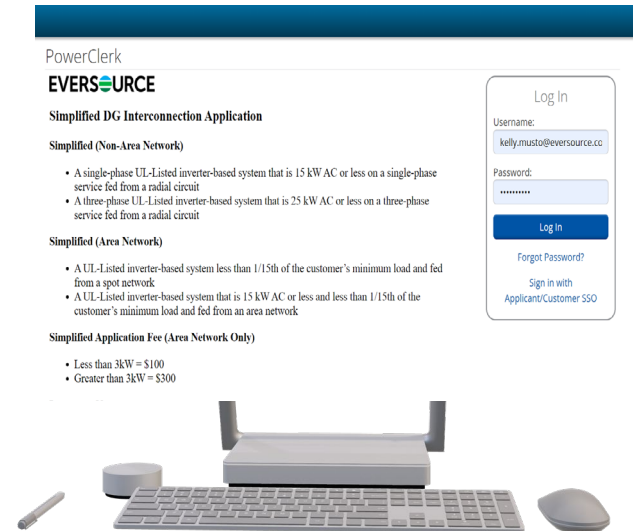 PowerClerk
EVERSOURCE
Simplified DG Interconnection Application
Simplified (Non-Area Network)
• A single-phase UL-Listed inverter-based system that is 15 kW AC or less on a single-phase
service fed from a radial circuit
• A three-phase UL-Listed inverter-based system that is 25 kW AC or less on a three-phase
service fed from a radial circuit
Simplified (Area Network)
• A UL-Listed inverter-based system less than 1/15th of the customer's minimum load and fed
from a spot network
• A UL-Listed inverter-based system that is 15 kW AC or less and less than 1/15th of the
customer's minimum load and fed from an area network
Simplified Application Fee (Area Network Only)
• Less than 3kW = $100
• Greater than 3kW = $300
Log In
Username:
kelly.musto@eversource.co
Password:
••••••••••
Log In
Forgot Password?
Sign in with
Applicant/Customer SSO